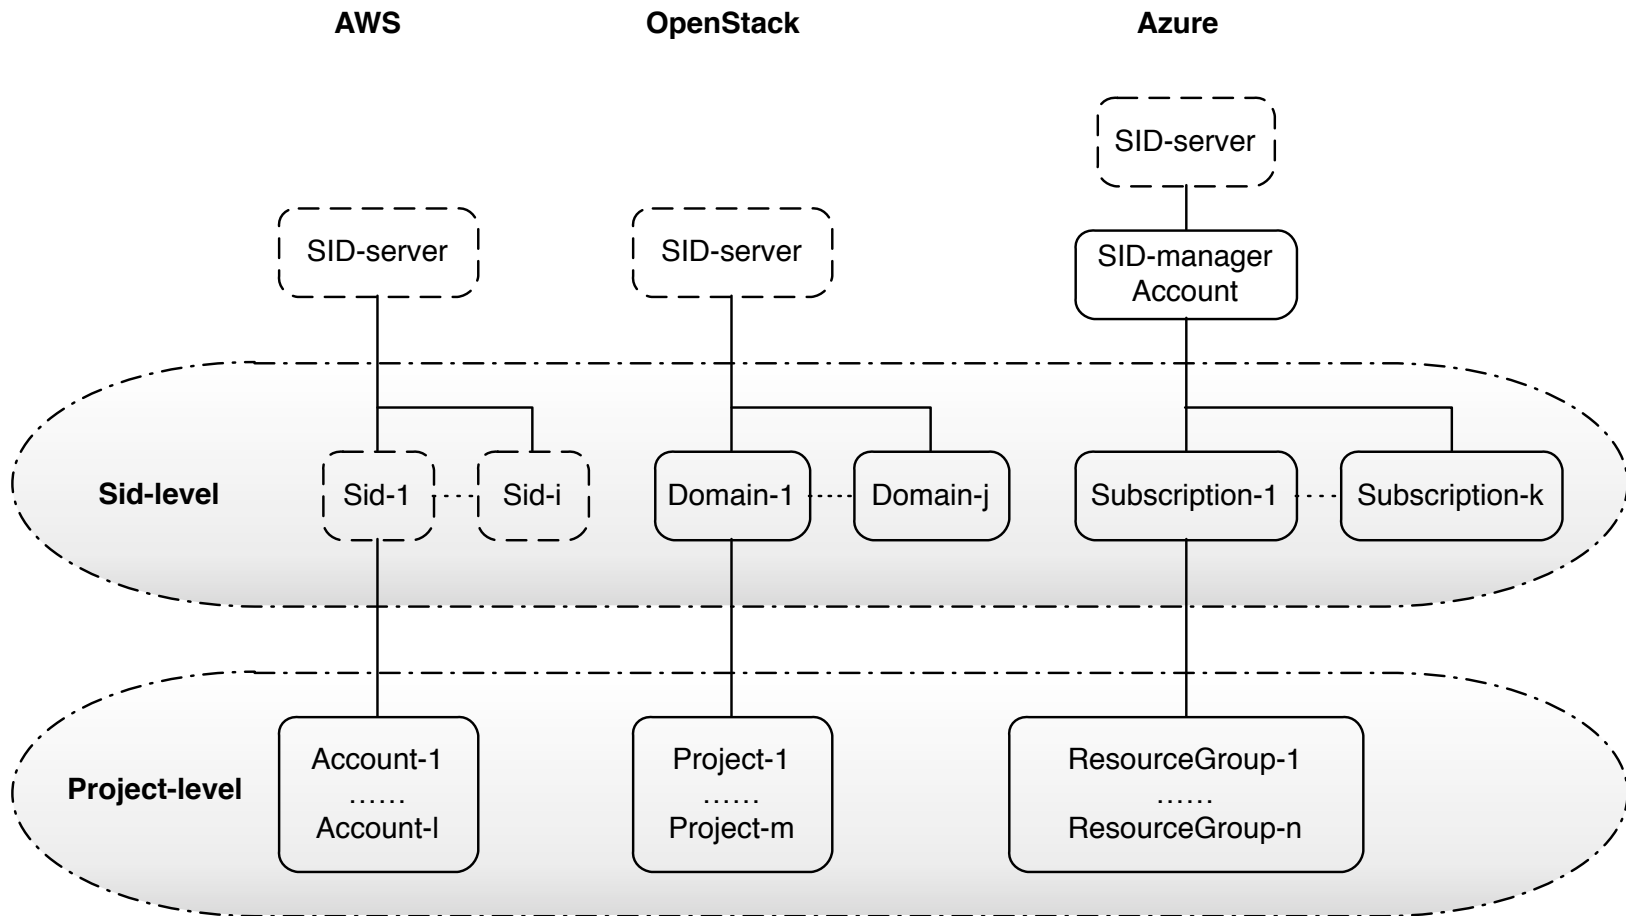 AWS
OpenStack
Azure
SID-server
SID-server
SID-server
SID-manager
Account
Sid-level
Sid-1
Sid-i
Domain-1
Domain-j
Subscription-1
Subscription-k
Project-level
Account-1
......
Account-l
Project-1
......
Project-m
ResourceGroup-1
......
ResourceGroup-n